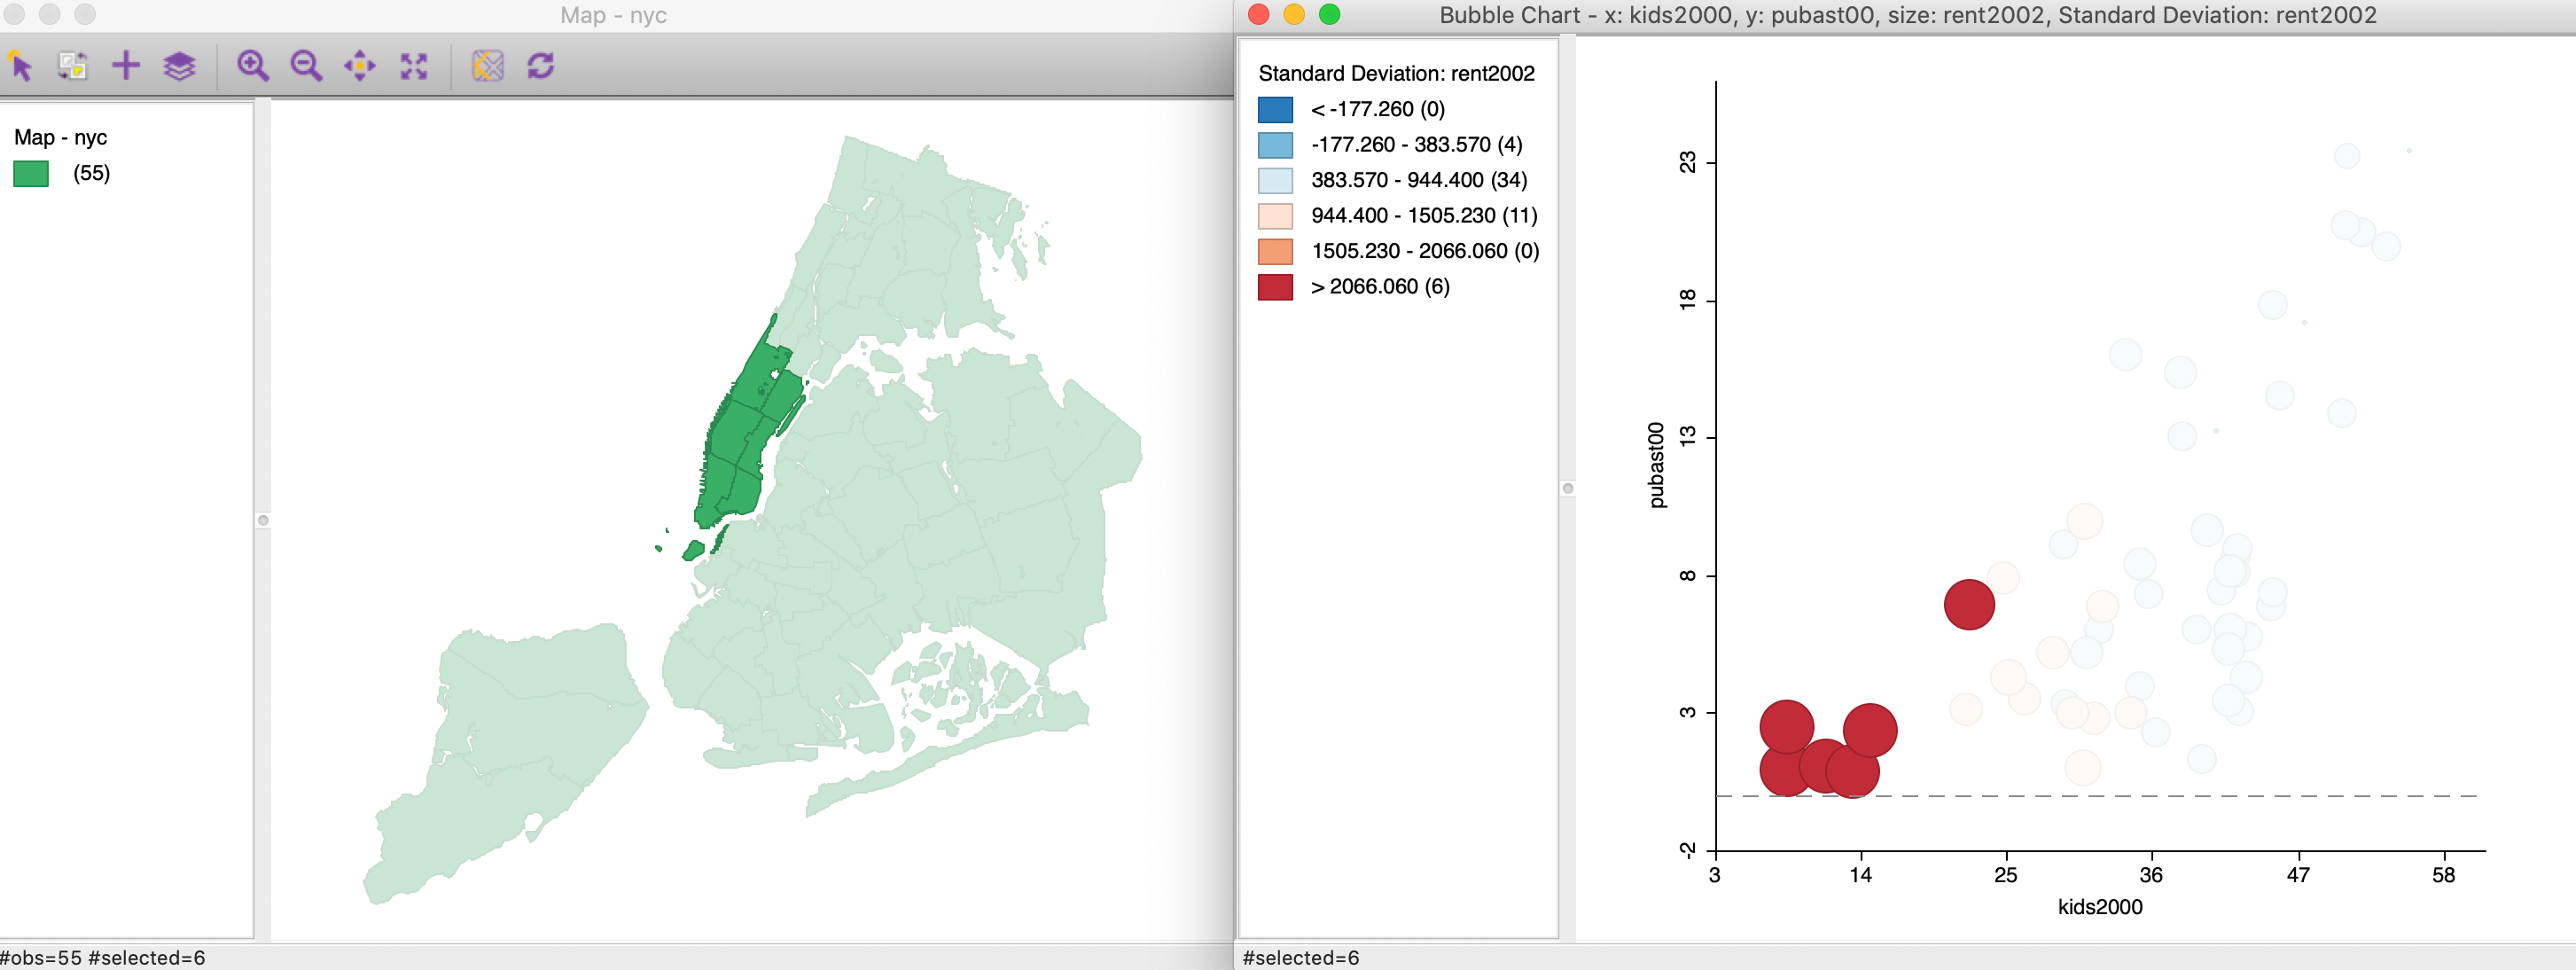 Map - nyc
Map - nyc
(55)
#obs=55 #selected=6
Bubble Chart - x: kids2000, y: pubast00, size: rent2002, Standard Deviation: rent2002
Standard Deviation: rent2002
< -177.260 (0)
-177.260 - 383.570 (4)
383.570 - 944.400 (34)
944.400 - 1505.230 (11)
1505.230 - 2066.060 (0)
> 2066.060 (6)
23
18
13
8
3
-2
pubast00
3 14 25 36 47 58
kids2000
#selected=6